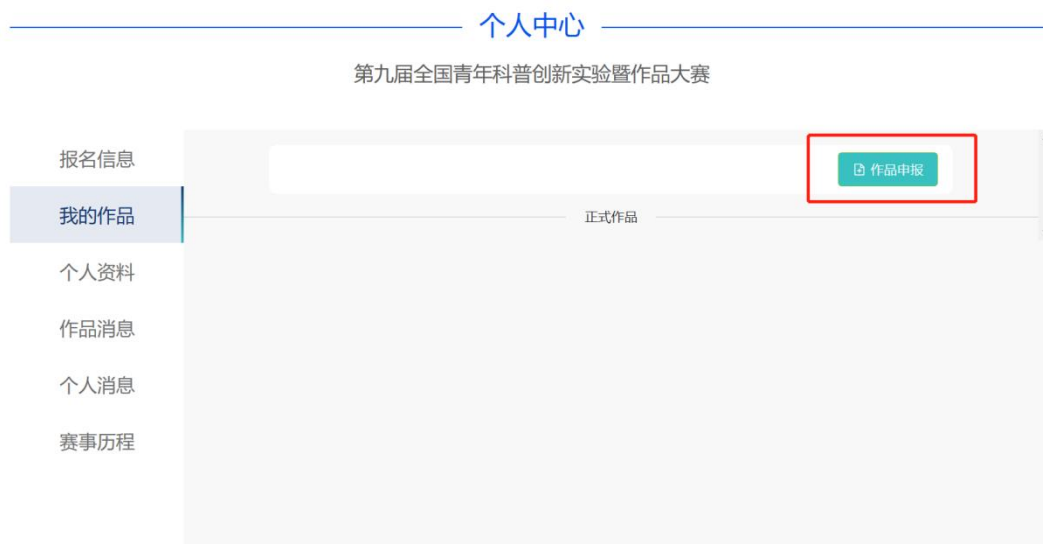 个人中心
第九届全国青年科普创新实验暨作品大赛
报名信息
作品申报
我的作品
正式作品
个人资料
作品消息
个人消息
赛事历程